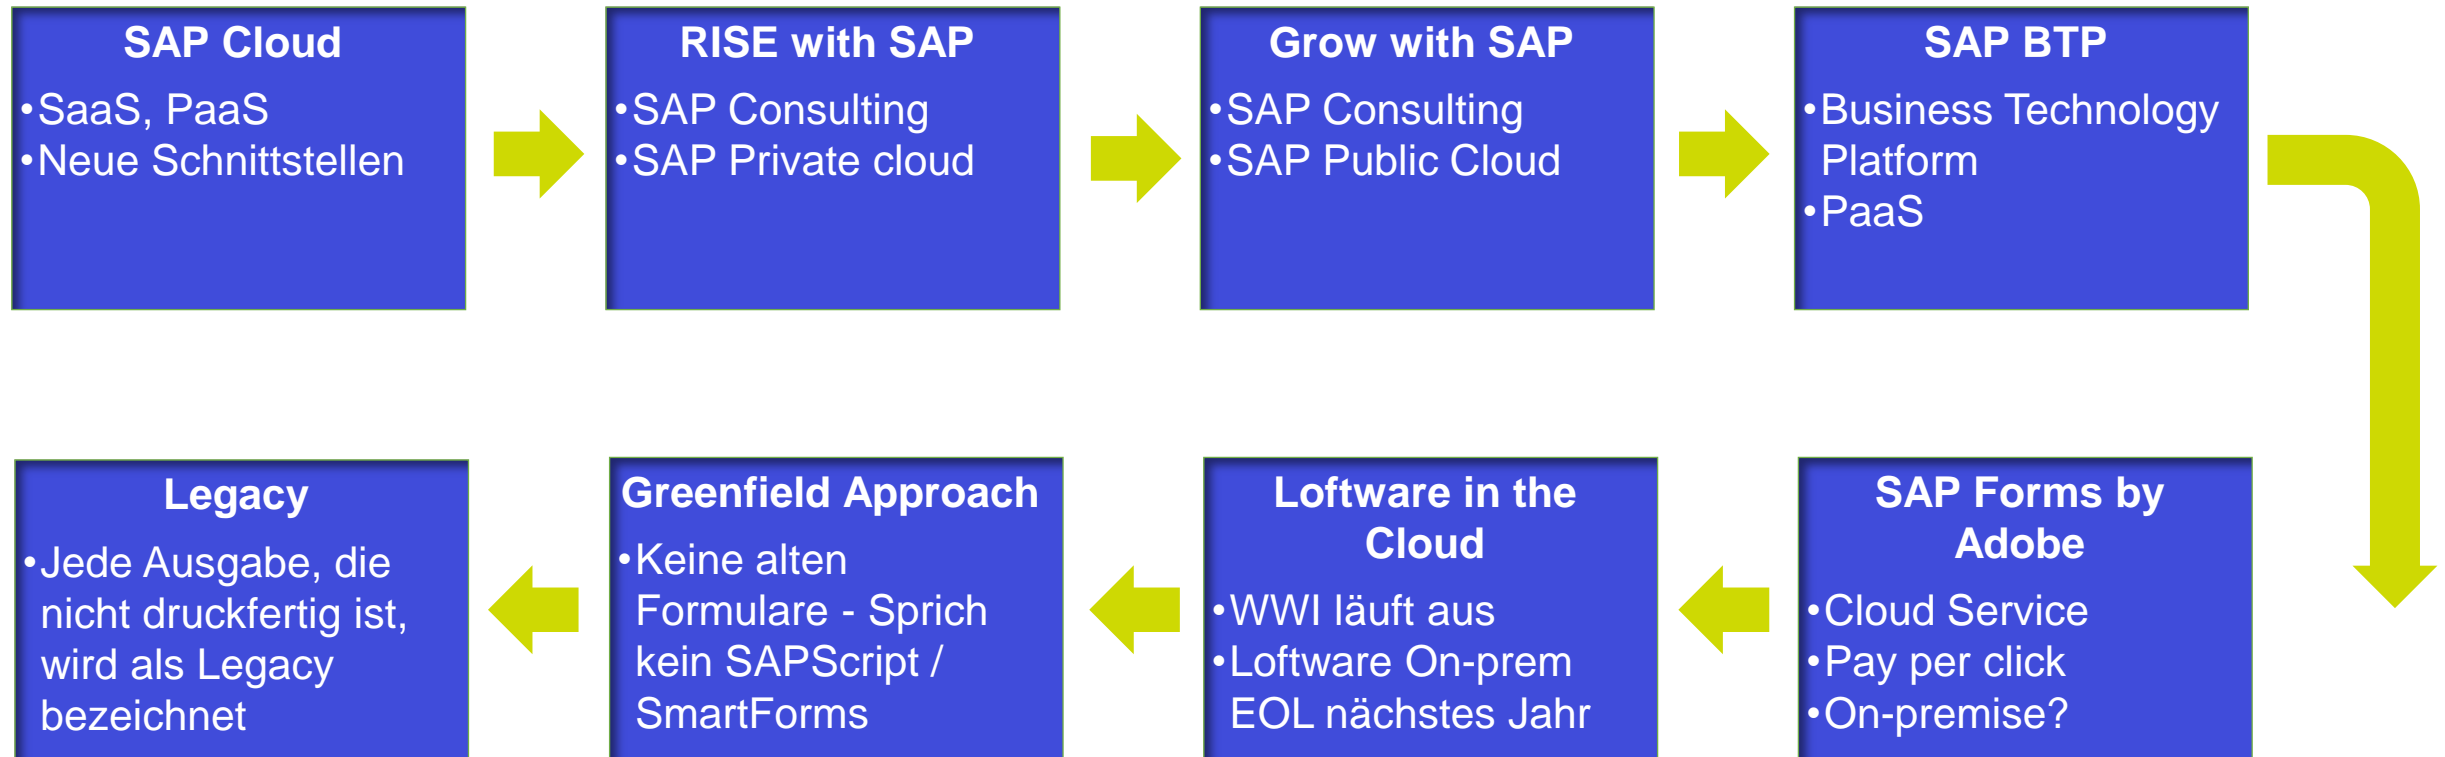 SAP Cloud
•SaaS, PaaS
•Neue Schnittstellen
RISE with SAP
•SAP Consulting
•SAP Private cloud
Grow with SAP
•SAP Consulting
•SAP Public Cloud
SAP BTP
•Business Technology
Platform
•PaaS
SAP Forms by
Adobe
•Cloud Service
•Pay per click
•On-premise?
Loftware in the
Cloud
•WWI läuft aus
•Loftware On-prem
EOL nächstes Jahr
Greenfield Approach
•Keine alten
Formulare - Sprich
kein SAPScript /
SmartForms
Legacy
•Jede Ausgabe, die
nicht druckfertig ist,
wird als Legacy
bezeichnet